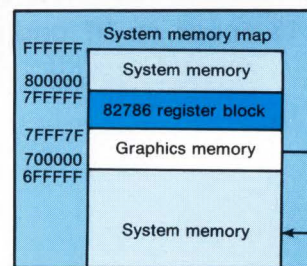 System memory map
FFFFFF
System memory
800000
7FFFFF
82786 register block
7FFF7F
Graphics memory
700000
6FFFFF
System memory